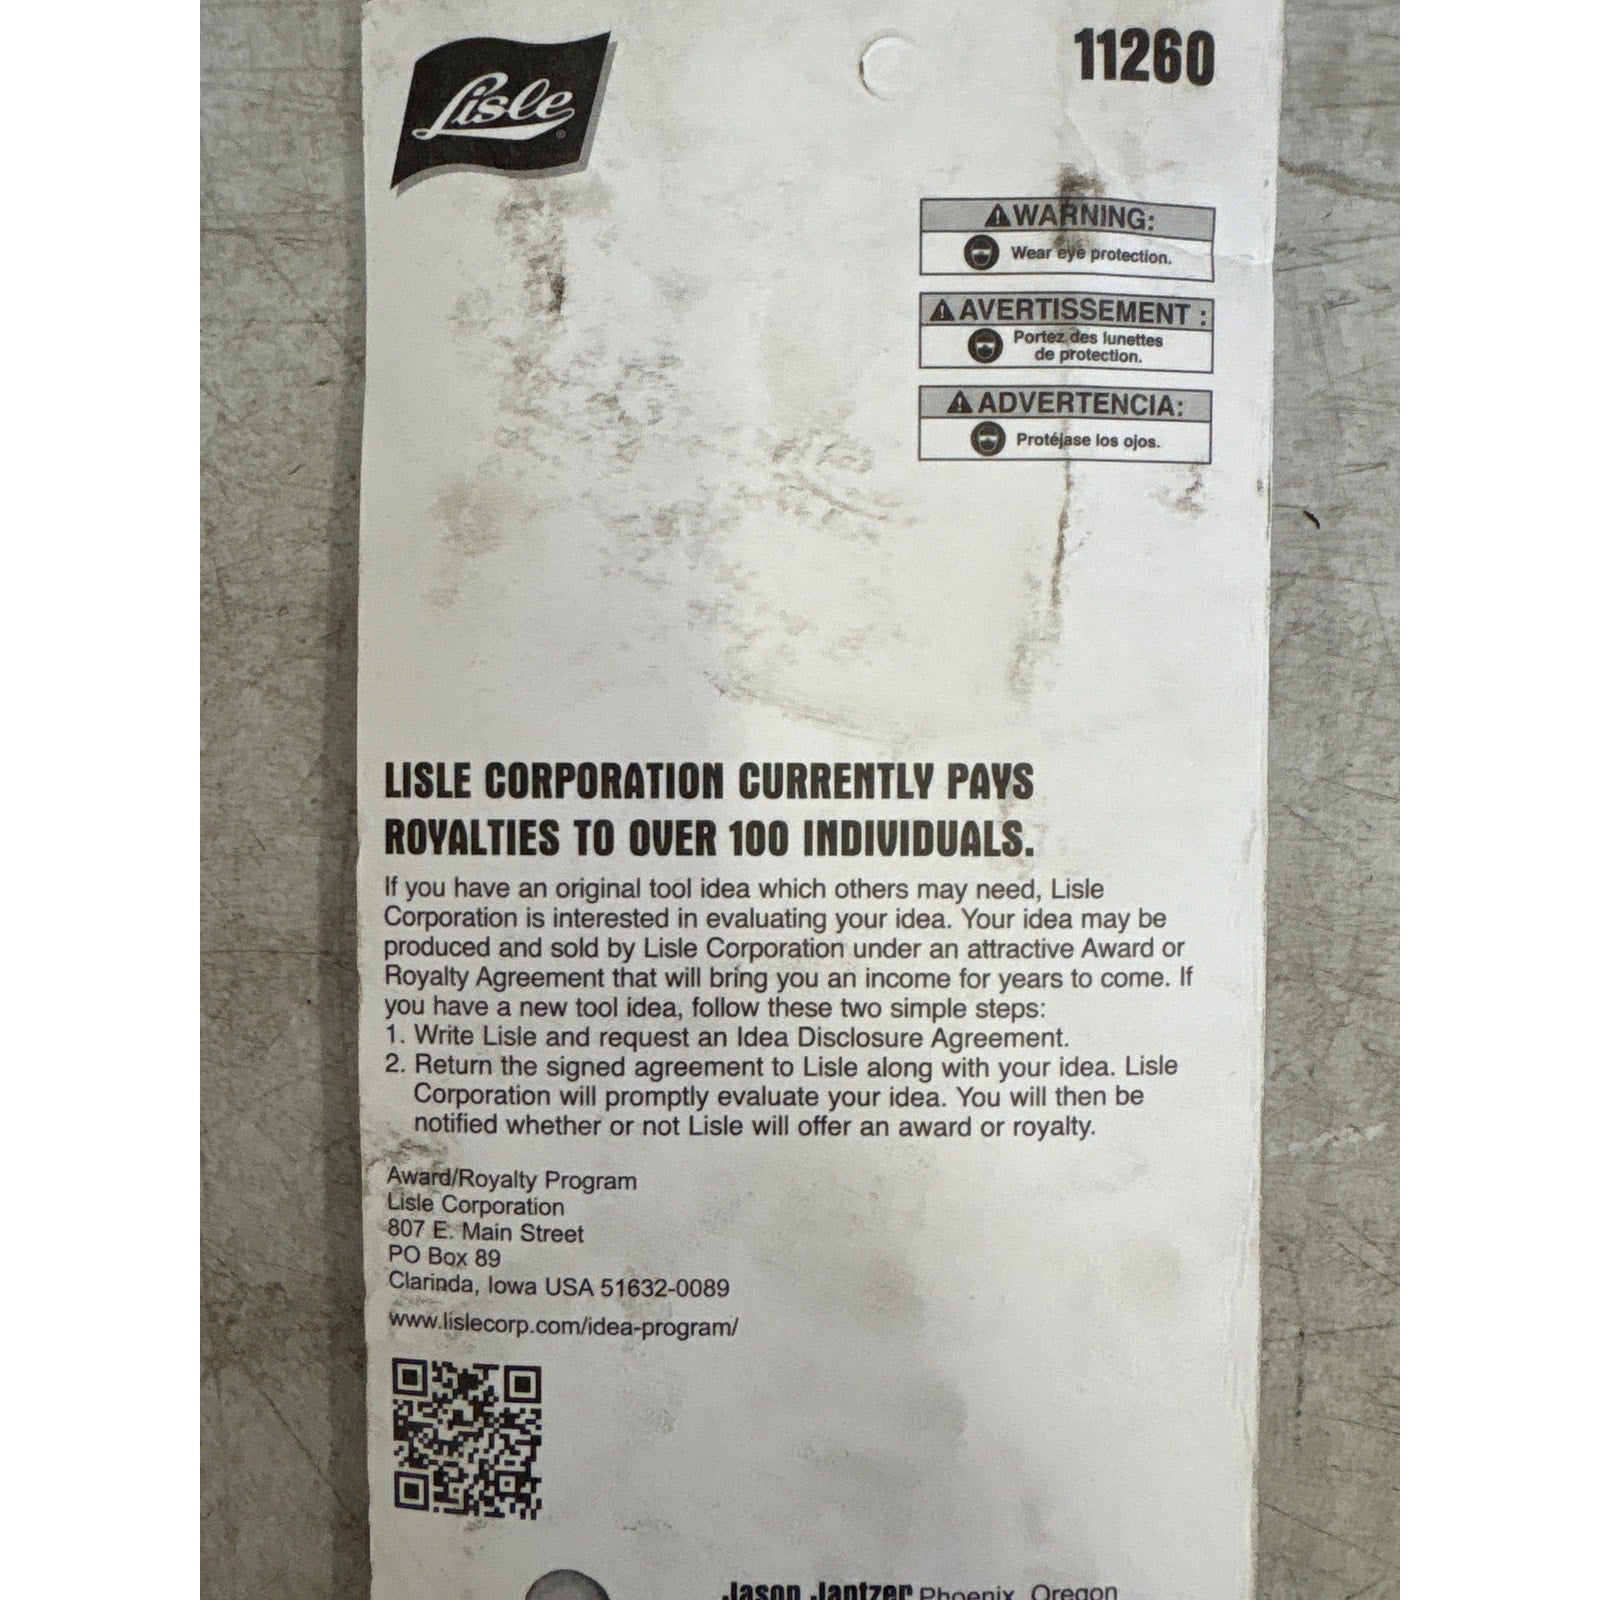 Lisle
11260
WARNING:
Wear eye protection.
AVERTISSEMENT :
Portez des lunettes
de protection.
ADVERTENCIA:
Protéjase los ojos.
LISLE CORPORATION CURRENTLY PAYS
ROYALTIES TO OVER 100 INDIVIDUALS.
If you have an original tool idea which others may need, Lisle
Corporation is interested in evaluating your idea. Your idea may be
produced and sold by Lisle Corporation under an attractive Award or
Royalty Agreement that will bring you an income for years to come. If
you have a new tool idea, follow these two simple steps:
1. Write Lisle and request an Idea Disclosure Agreement.
2. Return the signed agreement to Lisle along with your idea. Lisle
Corporation will promptly evaluate your idea. You will then be
notified whether or not Lisle will offer an award or royalty.
Award/Royalty Program
Lisle Corporation
807 E. Main Street
PO Box 89
Clarinda, Iowa USA 51632-0089
www.lislecorp.com/idea-program/
Jason Jantzer Phoenix, Oregon